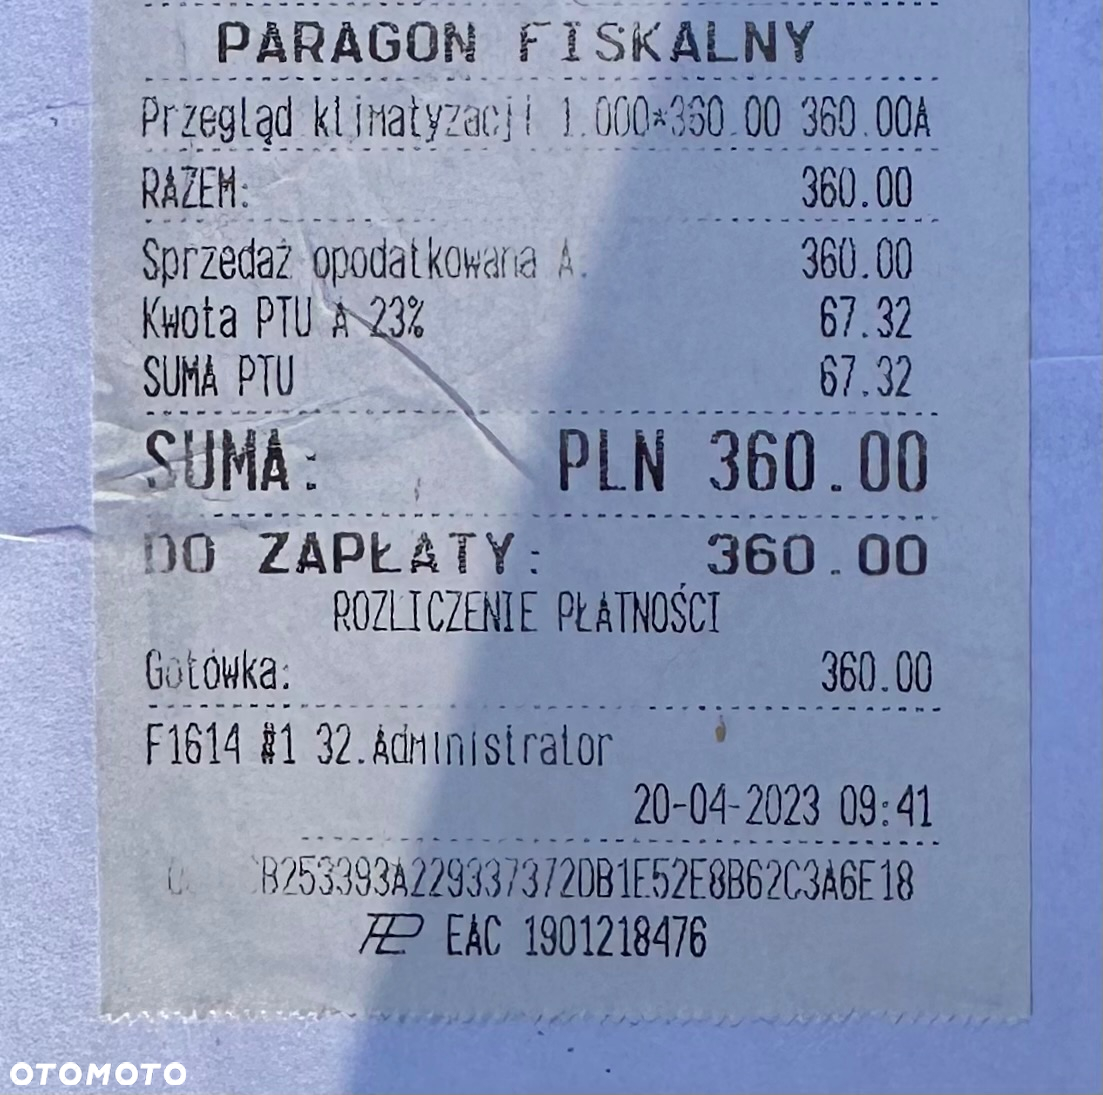 PARAGON FISKALNY
Przegląd klimatyzacji 1.000*360.00 360.00A
RAZEM: 360.00
Sprzedaż opodatkowana A. 360.00
Kwota PTU A 23% 67.32
SUMA PTU 67.32
SUMA: PLN 360.00
DO ZAPŁATY: 360.00
ROZLICZENIE PŁATNOŚCI
Gotówka: 360.00
F1614 #1 32.Administrator
20-04-2023 09:41
EAC 1901218476
OTOMOTO